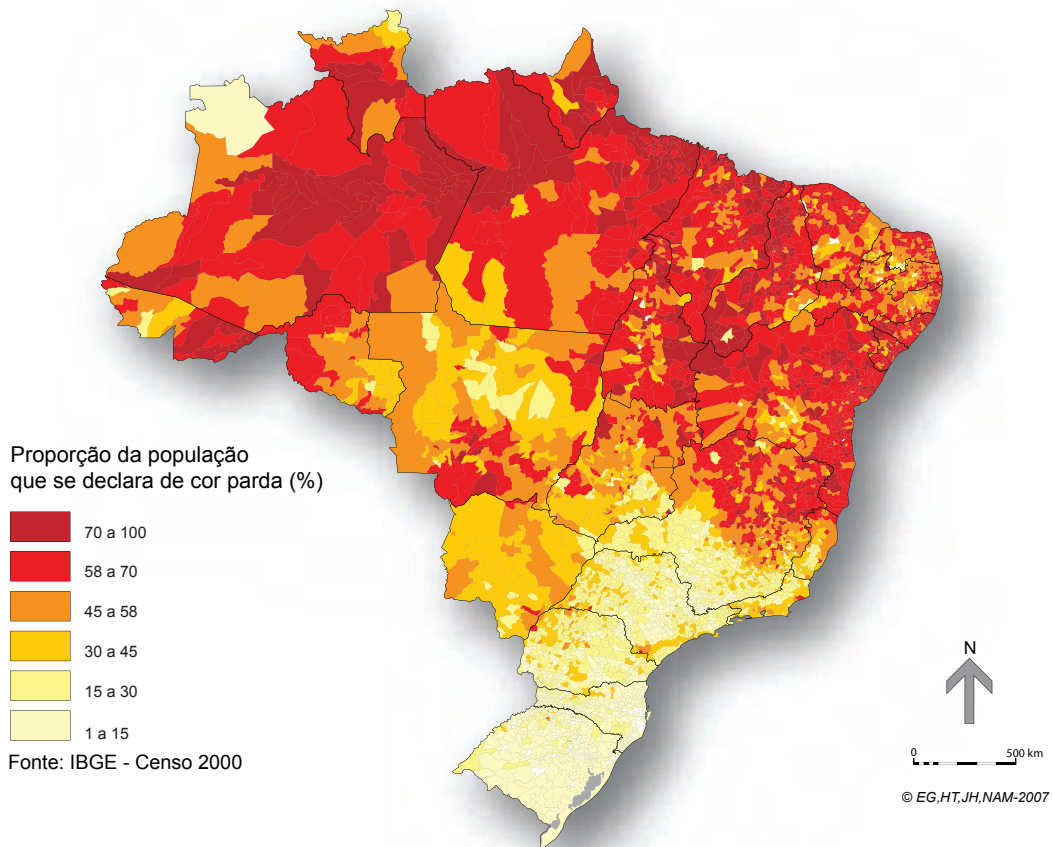 Proporção da população
que se declara de cor parda (%)
70 a 100
58 a 70
45 a 58
30 a 45
15 a 30
1 a 15
Fonte: IBGE - Censo 2000
N
0 500 km
© EG,HT,JH,NAM-2007